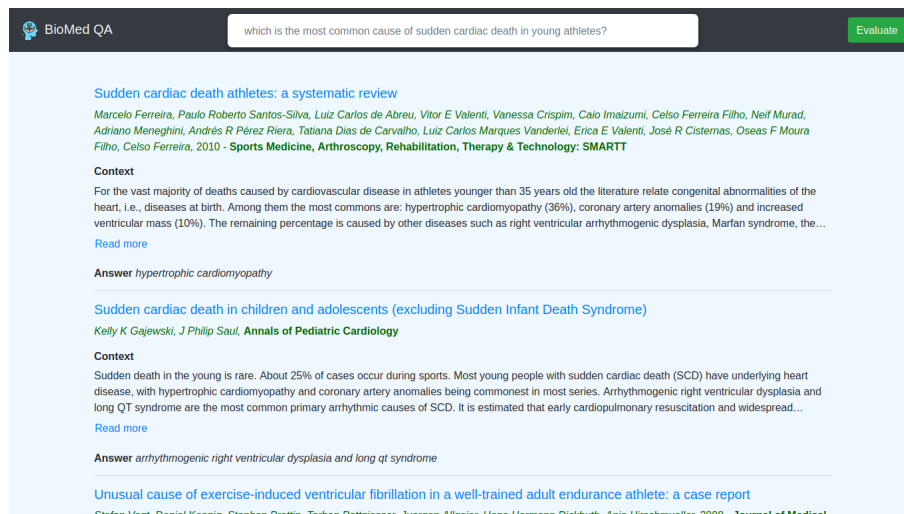 BioMed QA
which is the most common cause of sudden cardiac death in young athletes?
Evaluate
Sudden cardiac death athletes: a systematic review
Marcelo Ferreira, Paulo Roberto Santos-Silva, Luiz Carlos de Abreu, Vitor E Valenti, Vanessa Crispim, Caio Imaizumi, Celso Ferreira Filho, Neif Murad,
Adriano Meneghini, Andrés R Pérez Riera, Tatiana Dias de Carvalho, Luiz Carlos Marques Vanderlei, Erica E Valenti, José R Cisternas, Oseas F Moura
Filho, Celso Ferreira, 2010 - Sports Medicine, Arthroscopy, Rehabilitation, Therapy & Technology: SMARTT
Context
For the vast majority of deaths caused by cardiovascular disease in athletes younger than 35 years old the literature relate congenital abnormalities of the
heart, i.e., diseases at birth. Among them the most commons are: hypertrophic cardiomyopathy (36%), coronary artery anomalies (19%) and increased
ventricular mass (10%). The remaining percentage is caused by other diseases such as right ventricular arrhythmogenic dysplasia, Marfan syndrome, the…
Read more
Answer hypertrophic cardiomyopathy
Sudden cardiac death in children and adolescents (excluding Sudden Infant Death Syndrome)
Kelly K Gajewski, J Philip Saul, Annals of Pediatric Cardiology
Context
Sudden death in the young is rare. About 25% of cases occur during sports. Most young people with sudden cardiac death (SCD) have underlying heart
disease, with hypertrophic cardiomyopathy and coronary artery anomalies being commonest in most series. Arrhythmogenic right ventricular dysplasia and
long QT syndrome are the most common primary arrhythmic causes of SCD. It is estimated that early cardiopulmonary resuscitation and widespread…
Read more
Answer arrhythmogenic right ventricular dysplasia and long qt syndrome
Unusual cause of exercise-induced ventricular fibrillation in a well-trained adult endurance athlete: a case report